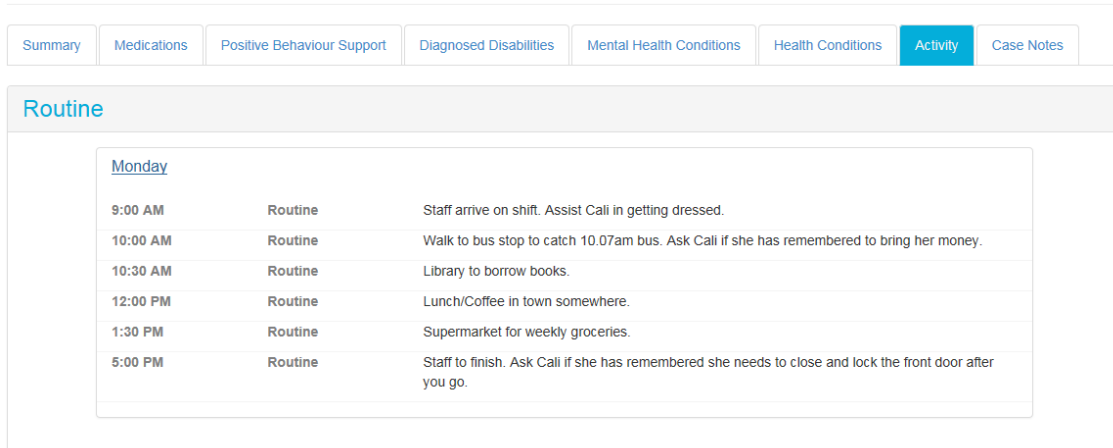 Summary Medications Positive Behaviour Support Diagnosed Disabilities Mental Health Conditions Health Conditions Activity Case Notes
Routine
Monday
9:00 AM Routine Staff arrive on shift. Assist Cali in getting dressed.
10:00 AM Routine Walk to bus stop to catch 10.07am bus. Ask Cali if she has remembered to bring her money.
10:30 AM Routine Library to borrow books.
12:00 PM Routine Lunch/Coffee in town somewhere.
1:30 PM Routine Supermarket for weekly groceries.
5:00 PM Routine Staff to finish. Ask Cali if she has remembered she needs to close and lock the front door after
you go.